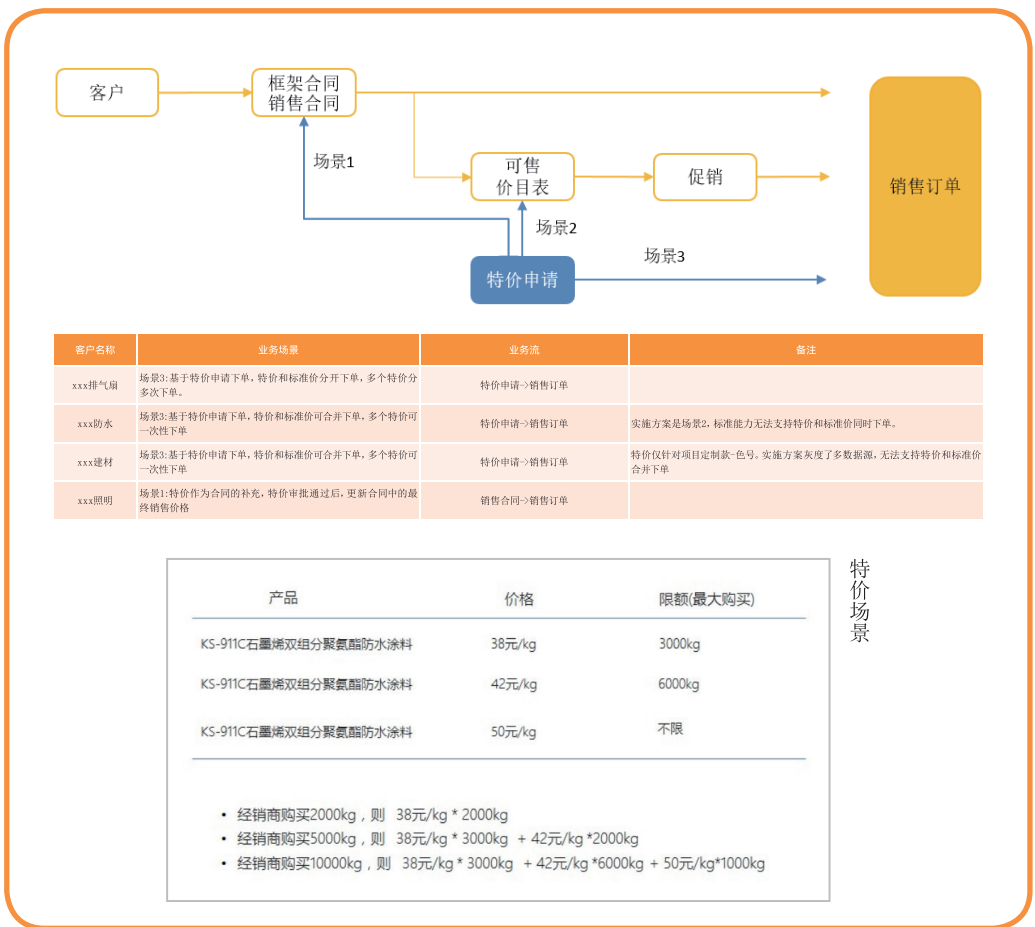 客户
框架合同
销售合同
场景1
可售
价目表
促销
销售订单
场景2
场景3
特价申请
客户名称 业务场景 业务流 备注
xxx排气扇
场景3:基于特价申请下单,特价和标准价分开下单,多个特价分
多次下单。
特价申请->销售订单
xxx防水
场景3:基于特价申请下单,特价和标准价可合并下单,多个特价可
一次性下单
特价申请->销售订单
实施方案是场景2,标准能力无法支持特价和标准价同时下单。
xxx建材
场景3:基于特价申请下单,特价和标准价可合并下单,多个特价可
一次性下单
特价申请->销售订单
特价仅针对项目定制款-色号。实施方案灰度了多数据源,无法支持特价和标准价
合并下单
xxx照明
场景1:特价作为合同的补充,特价审批通过后,更新合同中的最
终销售价格
销售合同->销售订单
特价场景
产品 价格 限额(最大购买)
KS-911C石墨烯双组分聚氨酯防水涂料 38元/kg 3000kg
KS-911C石墨烯双组分聚氨酯防水涂料 42元/kg 6000kg
KS-911C石墨烯双组分聚氨酯防水涂料 50元/kg 不限
• 经销商购买2000kg,则 38元/kg * 2000kg
• 经销商购买5000kg,则 38元/kg * 3000kg + 42元/kg *2000kg
• 经销商购买10000kg,则 38元/kg * 3000kg + 42元/kg *6000kg + 50元/kg*1000kg